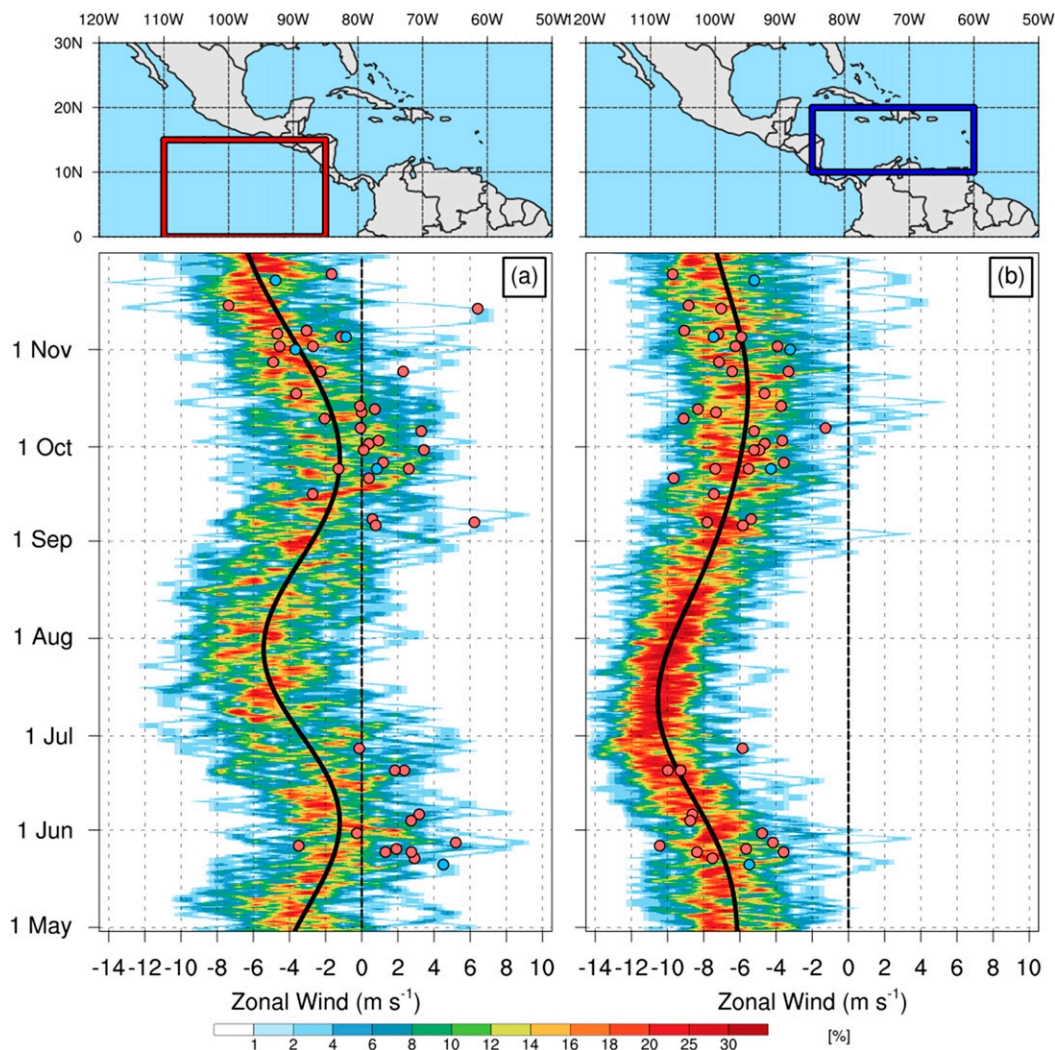 120W 110W 100W 90W 80W 70W 60W 50W 120W 110W 100W 90W 80W 70W 60W 50W
30N
20N
10N
0
(a) (b)
1 Nov
1 Oct
1 Sep
1 Aug
1 Jul
1 Jun
1 May
-14 -12 -10 -8 -6 -4 -2 0 2 4 6 8 10 -14 -12 -10 -8 -6 -4 -2 0 2 4 6 8 10
Zonal Wind (m s⁻¹) Zonal Wind (m s⁻¹)
1 2 4 6 8 10 12 14 16 18 20 25 30 [%]